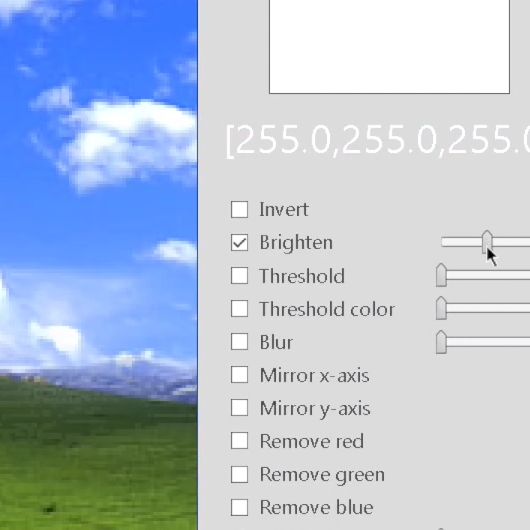 [255.0,255.0,255.0
Invert
Brighten
Threshold
Threshold color
Blur
Mirror x-axis
Mirror y-axis
Remove red
Remove green
Remove blue